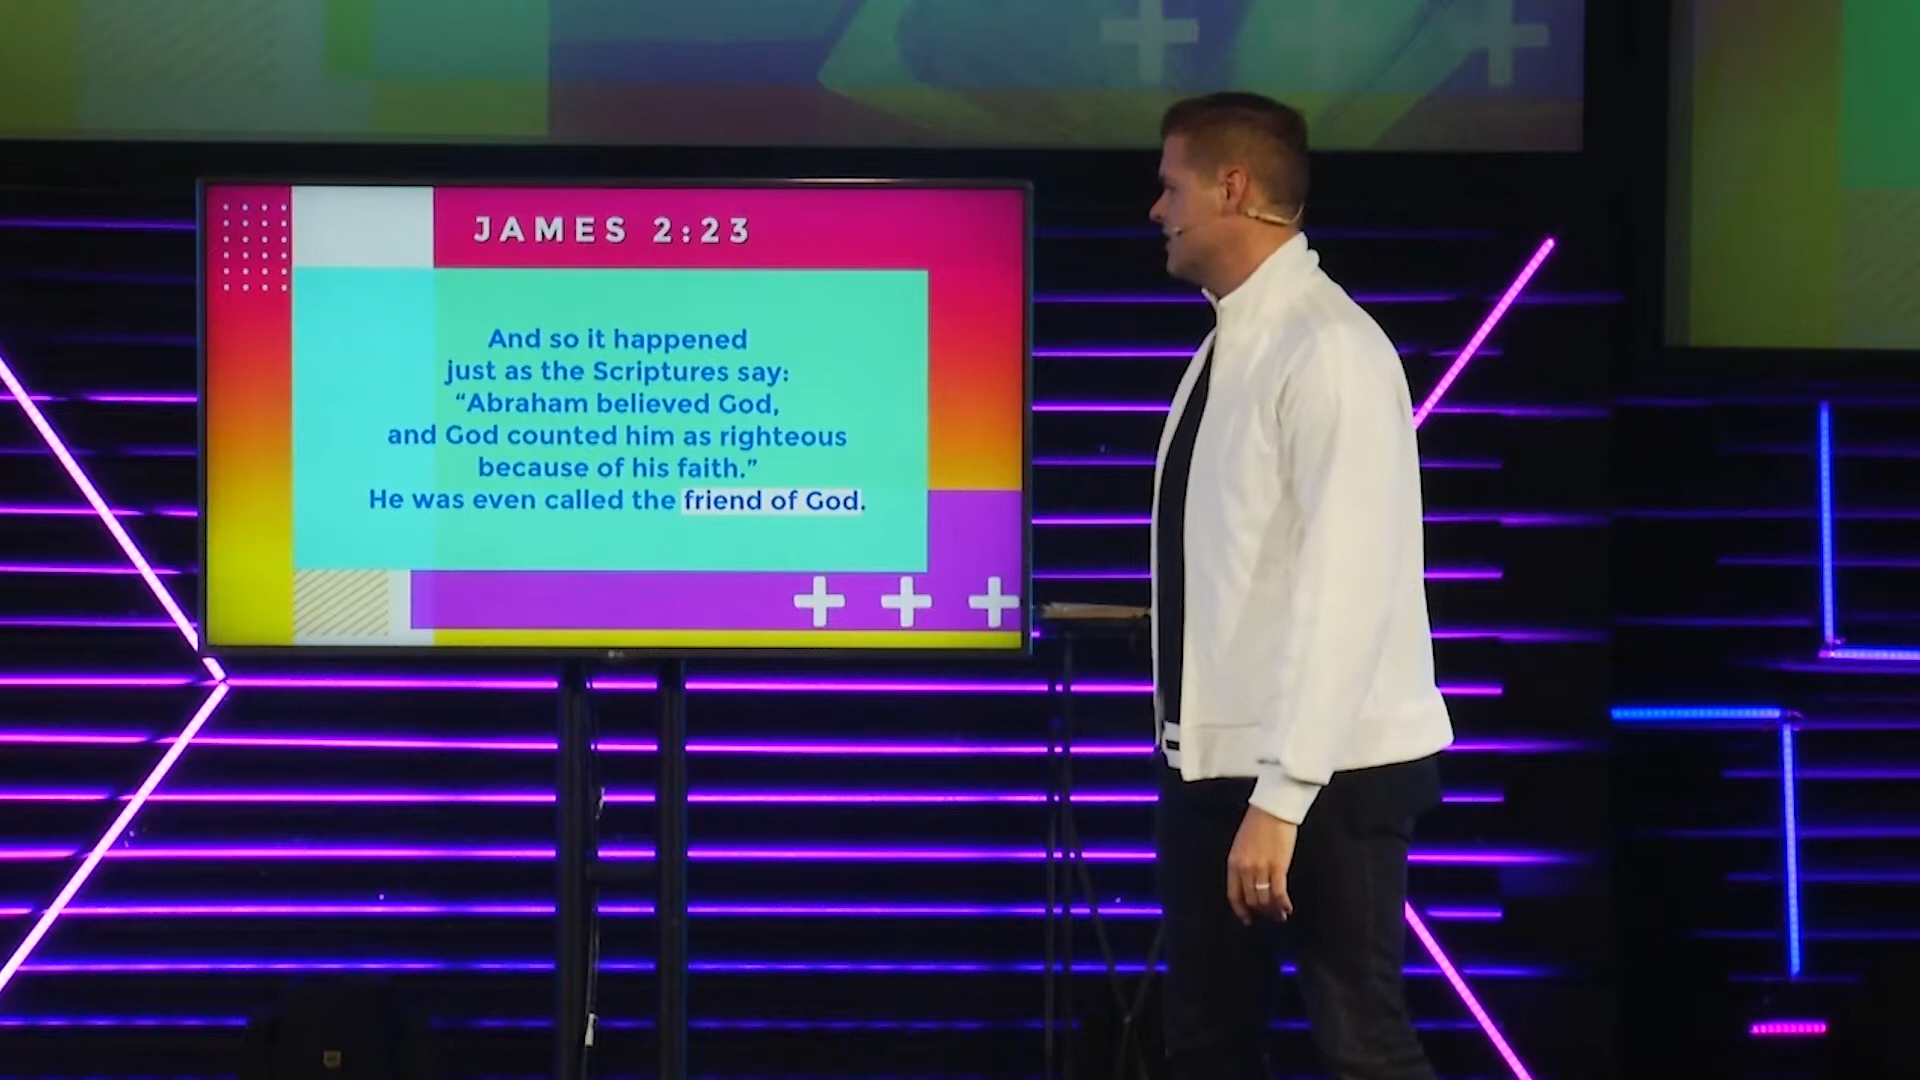 JAMES 2:23
And so it happened
just as the Scriptures say:
“Abraham believed God,
and God counted him as righteous
because of his faith.”
He was even called the friend of God.
LG